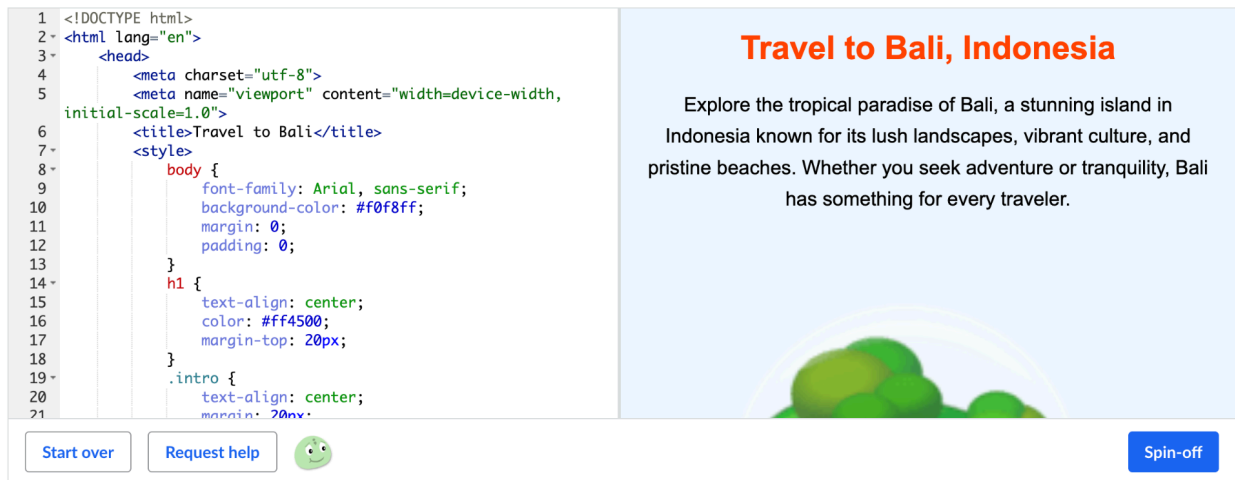 1 <!DOCTYPE html>
2 <html lang="en">
3 <head>
4 <meta charset="utf-8">
5 <meta name="viewport" content="width=device-width,
initial-scale=1.0">
6 <title>Travel to Bali</title>
7 <style>
8 body {
9 font-family: Arial, sans-serif;
10 background-color: #f0f8ff;
11 margin: 0;
12 padding: 0;
13 }
14 h1 {
15 text-align: center;
16 color: #ff4500;
17 margin-top: 20px;
18 }
19 .intro {
20 text-align: center;
21 margin: 20px;
Travel to Bali, Indonesia
Explore the tropical paradise of Bali, a stunning island in
Indonesia known for its lush landscapes, vibrant culture, and
pristine beaches. Whether you seek adventure or tranquility, Bali
has something for every traveler.
Start over
Request help
Spin-off